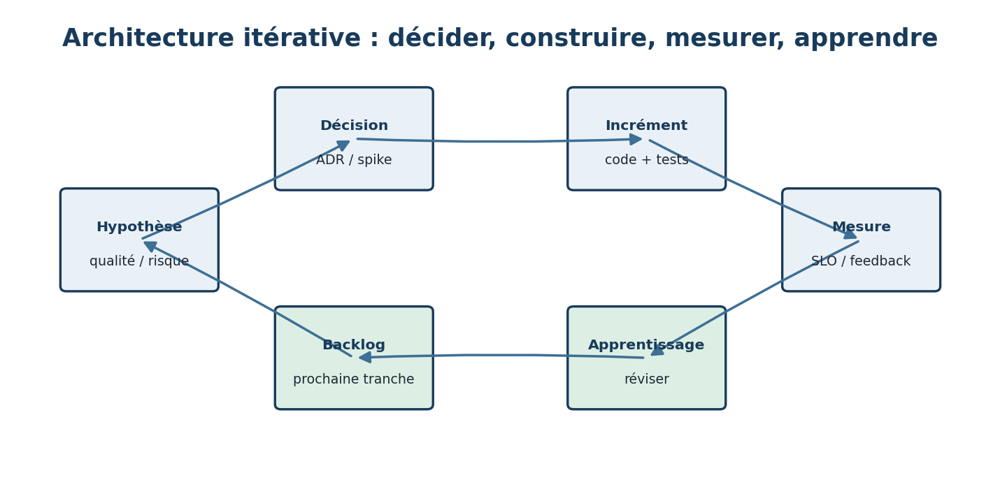 Architecture itérative : décider, construire, mesurer, apprendre
Décision
ADR / spike
Incrément
code + tests
Hypothèse
qualité / risque
Mesure
SLO / feedback
Backlog
prochaine tranche
Apprentissage
réviser